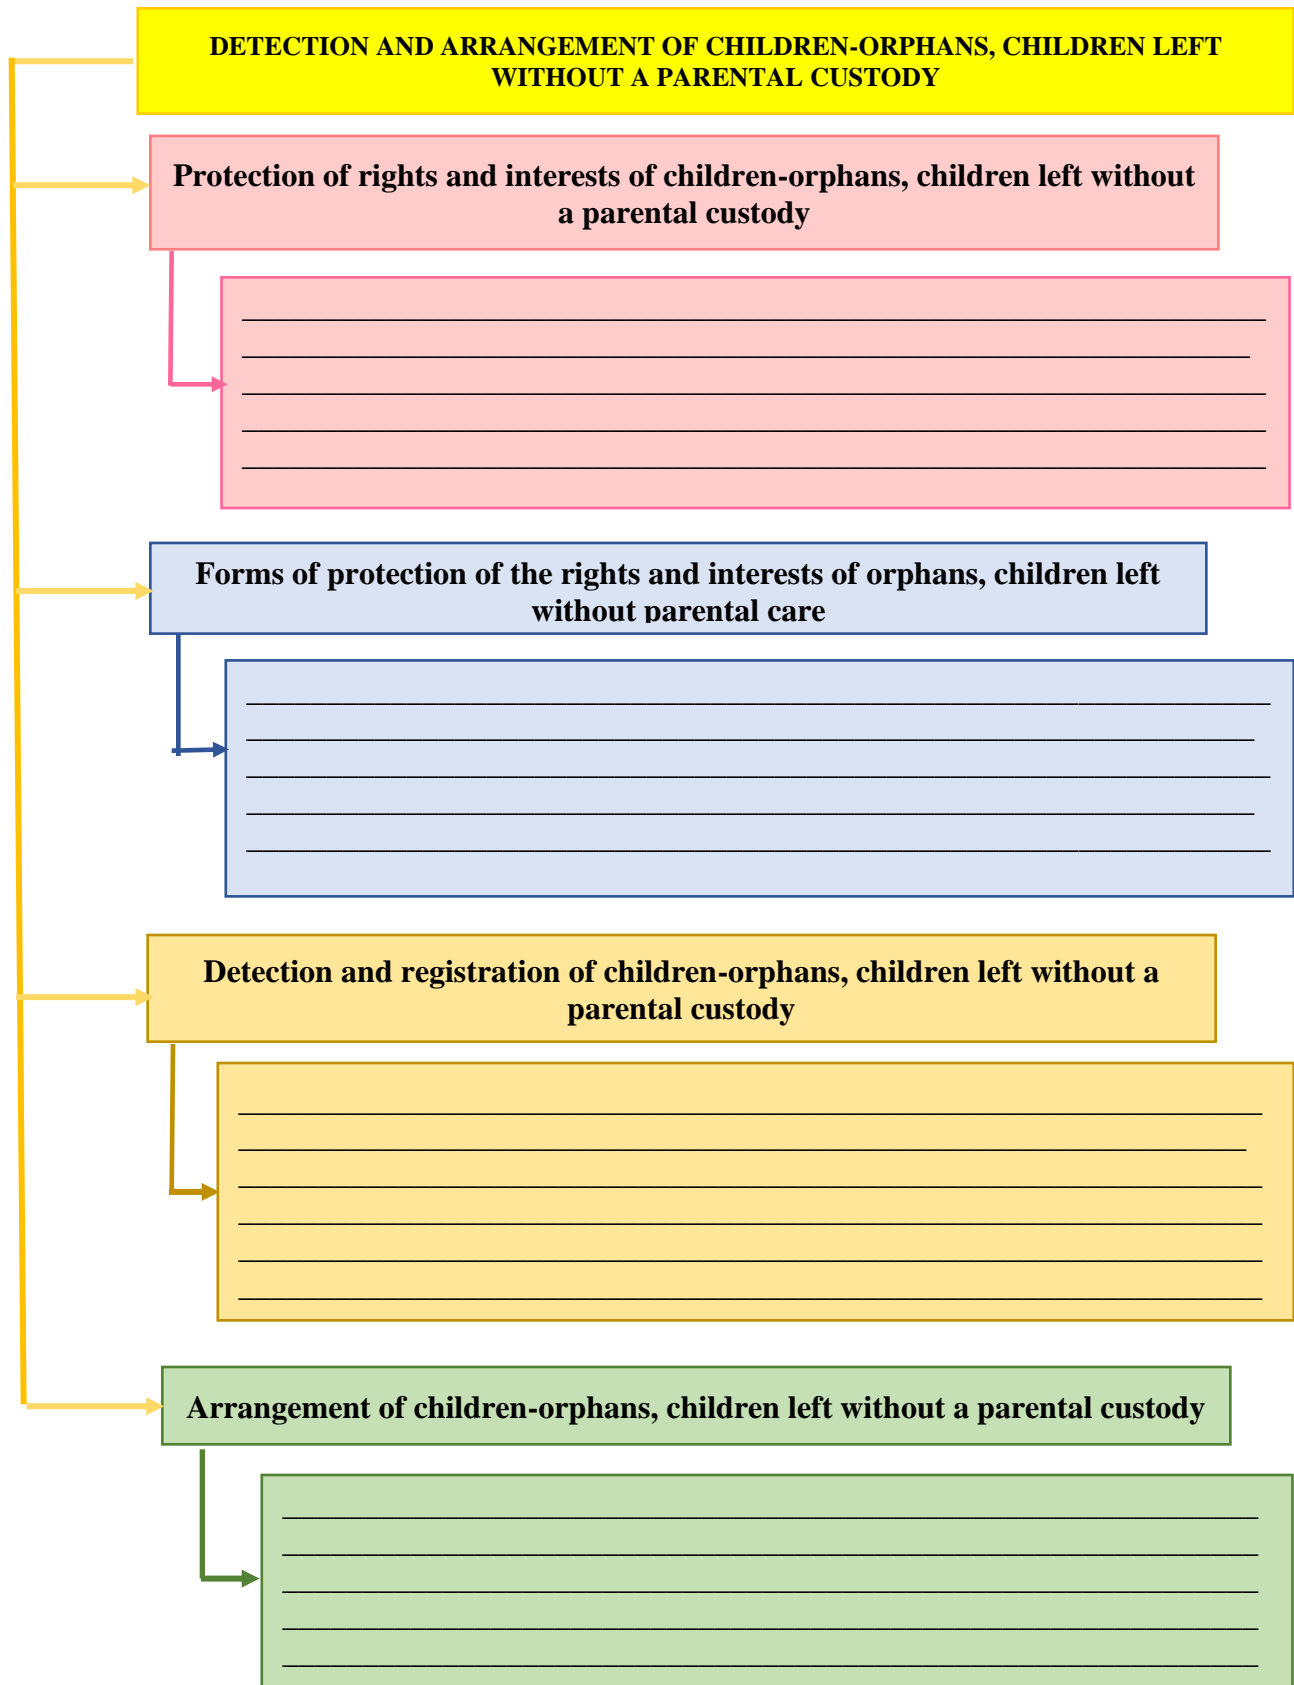 DETECTION AND ARRANGEMENT OF CHILDREN-ORPHANS, CHILDREN LEFT
WITHOUT A PARENTAL CUSTODY
Protection of rights and interests of children-orphans, children left without
a parental custody
Forms of protection of the rights and interests of orphans, children left
without parental care
Detection and registration of children-orphans, children left without a
parental custody
Arrangement of children-orphans, children left without a parental custody